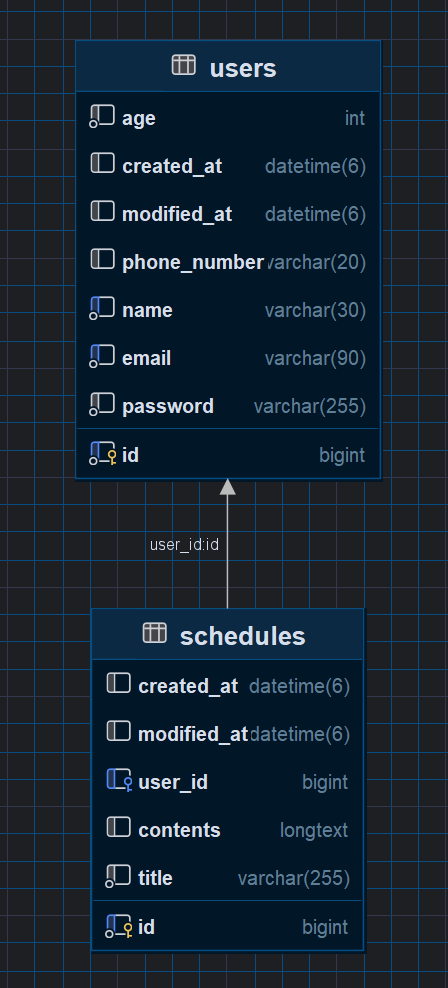 users
age int
created_at datetime(6)
modified_at datetime(6)
phone_number varchar(20)
name varchar(30)
email varchar(90)
password varchar(255)
id bigint
user_id:id
schedules
created_at datetime(6)
modified_at datetime(6)
user_id bigint
contents longtext
title varchar(255)
id bigint